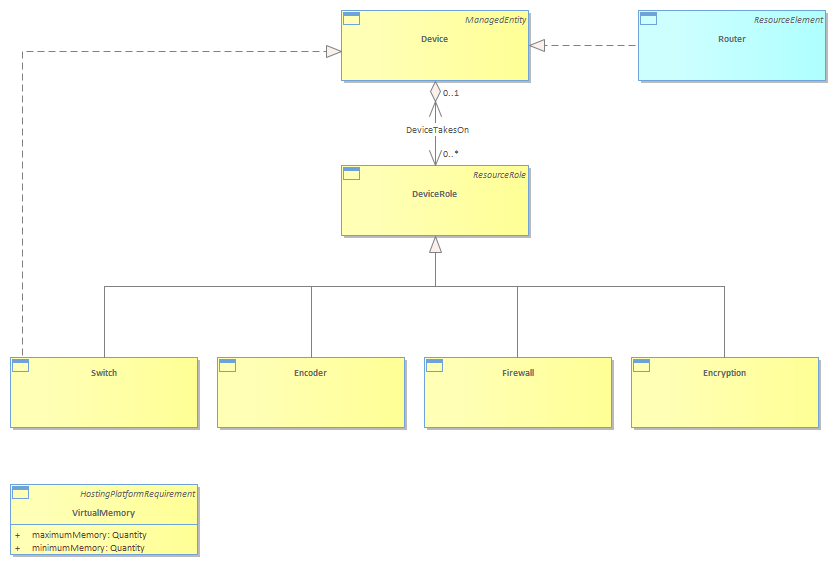 ManagedEntity
Device
ResourceElement
Router
0..1
DeviceTakesOn
0..*
ResourceRole
DeviceRole
Switch
Encoder
Firewall
Encryption
HostingPlatformRequirement
VirtualMemory
+ maximumMemory: Quantity
+ minimumMemory: Quantity